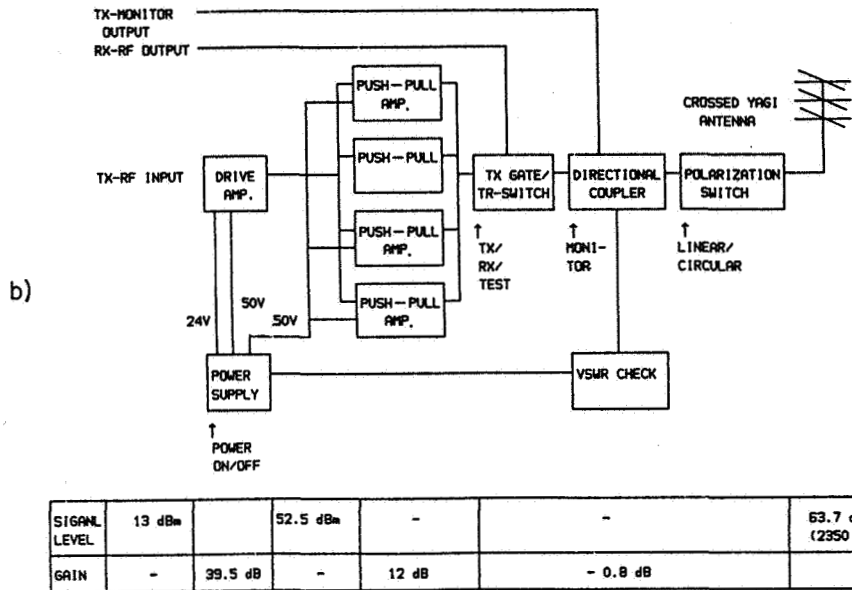 TX-MONITOR
OUTPUT
RX-RF OUTPUT
PUSH-PULL
AMP.
CROSSED YAGI
ANTENNA
PUSH-PULL
TX-RF INPUT
DRIVE
AMP.
TX GATE/
TR-SWITCH
DIRECTIONAL
COUPLER
POLARIZATION
SWITCH
PUSH-PULL
AMP.
↑
TX/
RX/
TEST
↑
MONI-
TOR
↑
LINEAR/
CIRCULAR
b)
PUSH-PULL
AMP.
24V
50V
50V
POWER
SUPPLY
VSWR CHECK
↑
POWER
ON/OFF
SIGANL
LEVEL
13 dBm
52.5 dBm
-
-
63.7 d
(2350
GAIN
-
39.5 dB
-
12 dB
- 0.8 dB